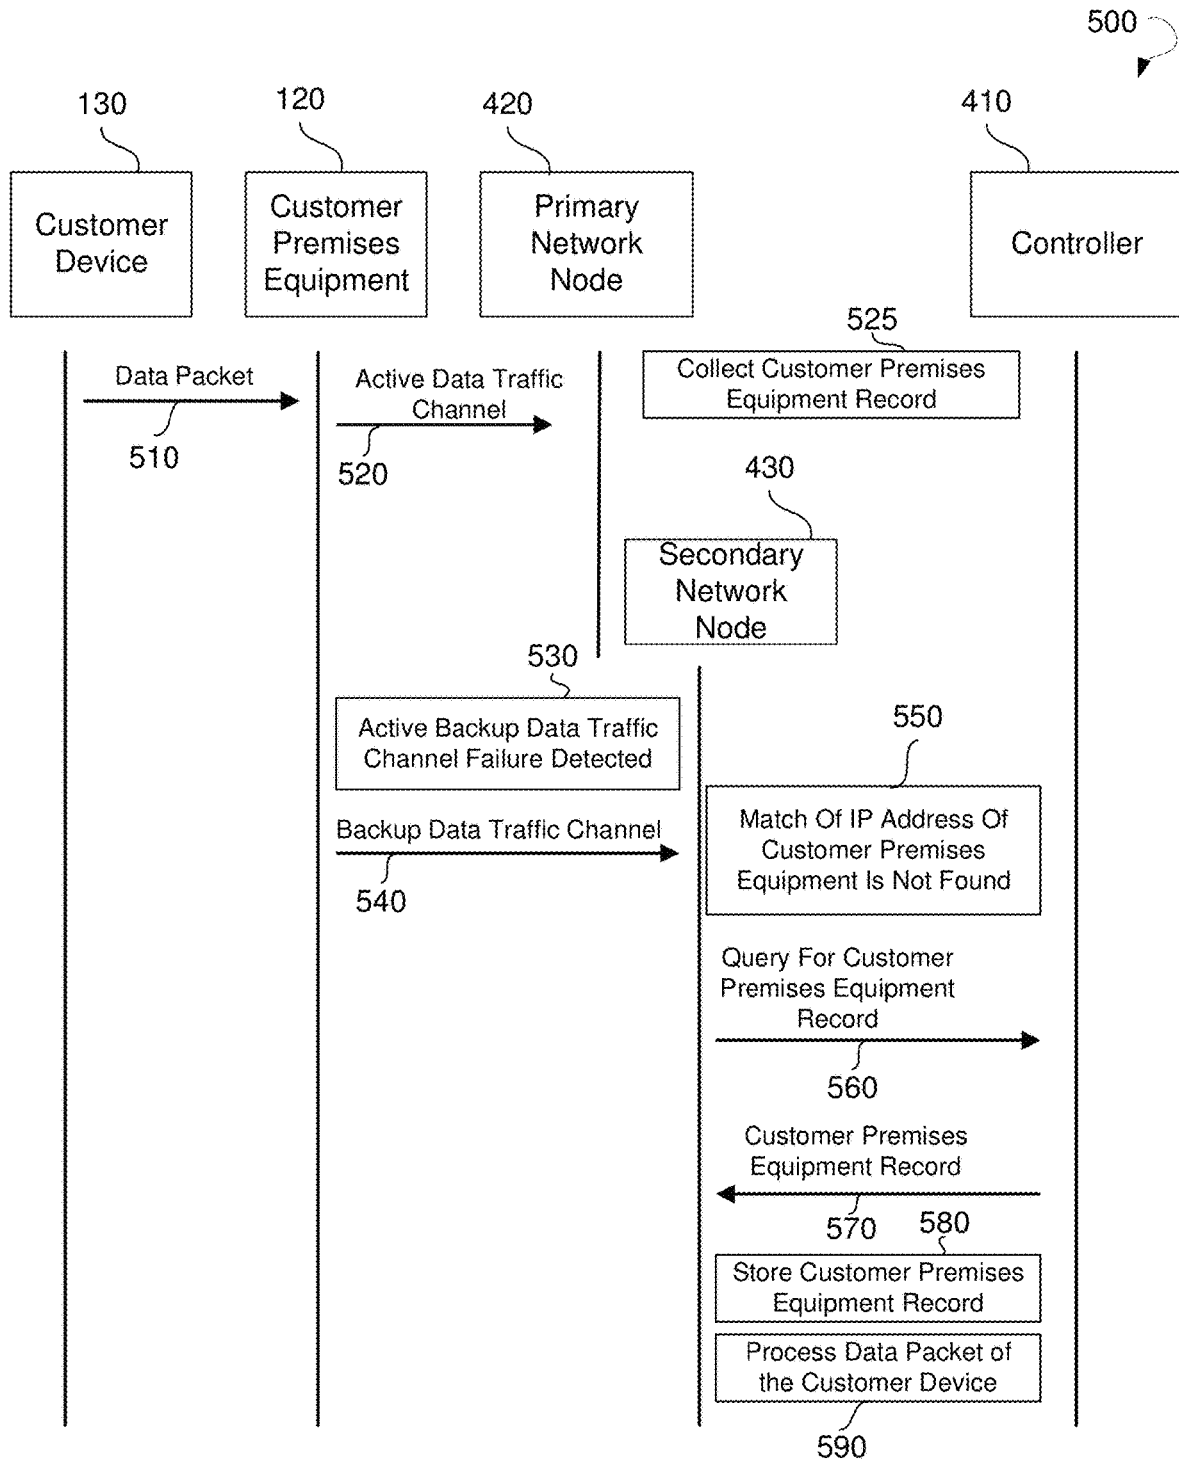 500
130
120
420
410
Customer
Device
Customer
Premises
Equipment
Primary
Network
Node
Controller
525
Data Packet
510
Active Data Traffic
Channel
520
Collect Customer Premises
Equipment Record
430
Secondary
Network
Node
530
Active Backup Data Traffic
Channel Failure Detected
550
Backup Data Traffic Channel
540
Match Of IP Address Of
Customer Premises
Equipment Is Not Found
Query For Customer
Premises Equipment
Record
560
Customer Premises
Equipment Record
570
580
Store Customer Premises
Equipment Record
Process Data Packet of
the Customer Device
590